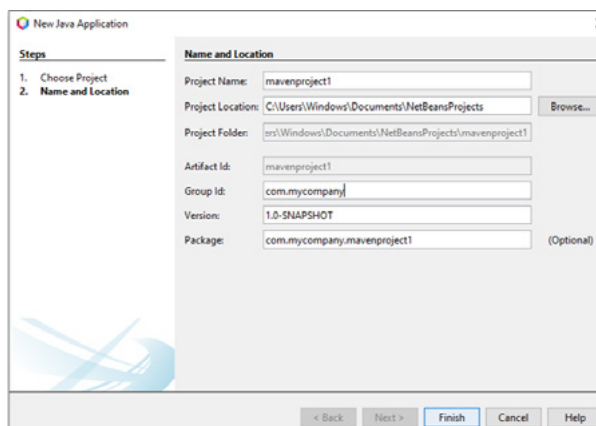 New Java Application
Steps
1. Choose Project
2. Name and Location
Name and Location
Project Name: mavenproject1
Project Location: C:\Users\Windows\Documents\NetBeansProjects Browse...
Project Folder: ers\Windows\Documents\NetBeansProjects\mavenproject1
Artifact Id: mavenproject1
Group Id: com.mycompany
Version: 1.0-SNAPSHOT
Package: com.mycompany.mavenproject1 (Optional)
< Back Next > Finish Cancel Help